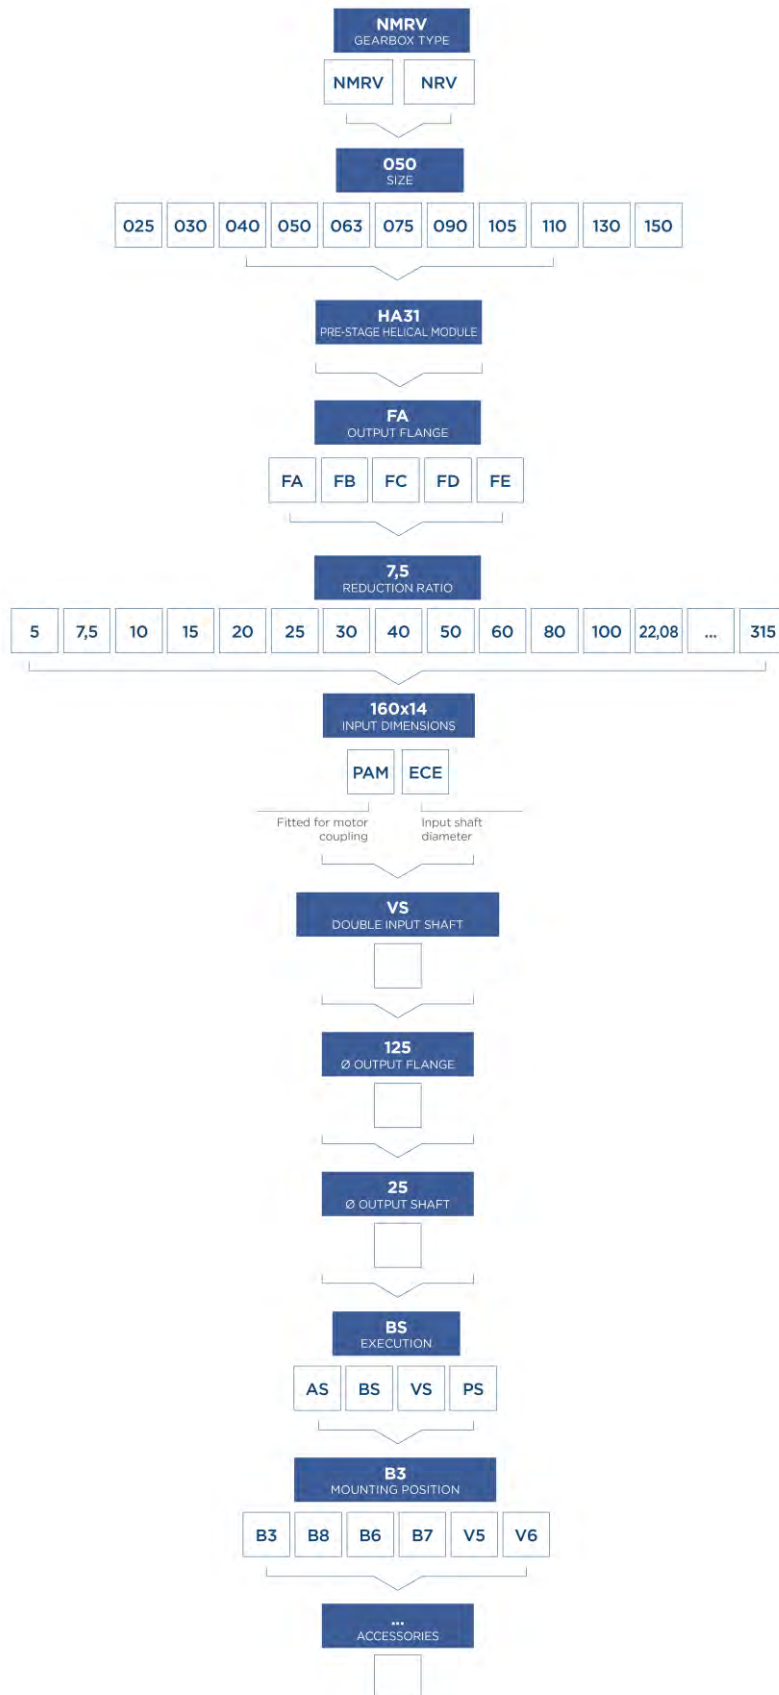 NMRV
GEARBOX TYPE
NMRV NRV
050
SIZE
025 030 040 050 063 075 090 105 110 130 150
HA31
PRE-STAGE HELICAL MODULE
FA
OUTPUT FLANGE
FA FB FC FD FE
7,5
REDUCTION RATIO
5 7,5 10 15 20 25 30 40 50 60 80 100 22,08 ... 315
160x14
INPUT DIMENSIONS
PAM ECE
Fitted for motor coupling
Input shaft diameter
VS
DOUBLE INPUT SHAFT
125
Ø OUTPUT FLANGE
25
Ø OUTPUT SHAFT
BS
EXECUTION
AS BS VS PS
B3
MOUNTING POSITION
B3 B8 B6 B7 V5 V6
...
ACCESSORIES